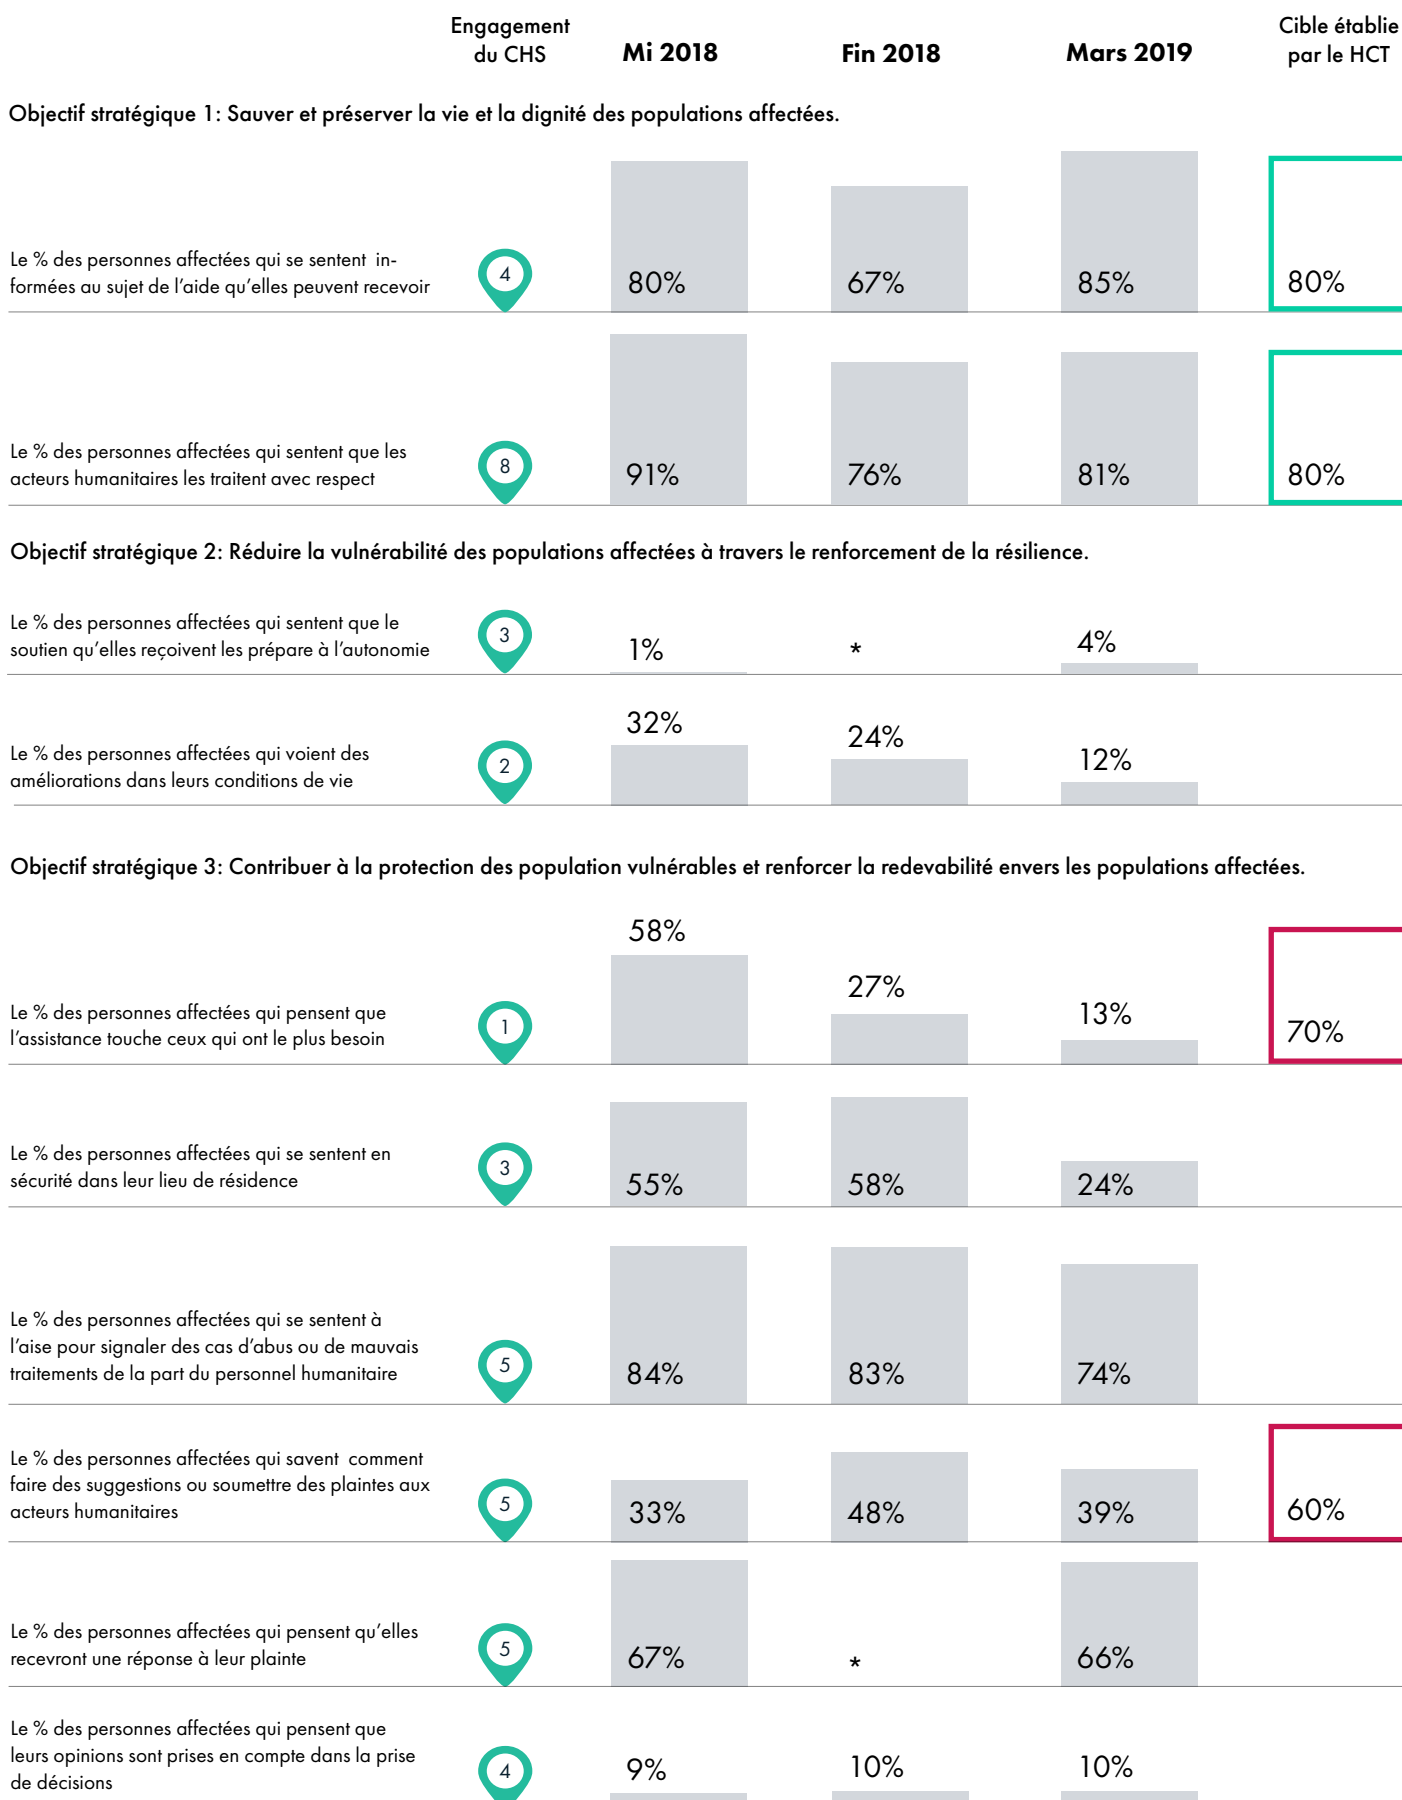 Engagement
du CHS
Mi 2018
Fin 2018
Mars 2019
Cible établie
par le HCT
Objectif stratégique 1: Sauver et préserver la vie et la dignité des populations affectées.
Le % des personnes affectées qui se sentent in-
formées au sujet de l'aide qu'elles peuvent recevoir
4
80%
67%
85%
80%
Le % des personnes affectées qui sentent que les
acteurs humanitaires les traitent avec respect
8
91%
76%
81%
80%
Objectif stratégique 2: Réduire la vulnérabilité des populations affectées à travers le renforcement de la résilience.
Le % des personnes affectées qui sentent que le
soutien qu'elles reçoivent les prépare à l'autonomie
3
1%
*
4%
Le % des personnes affectées qui voient des
améliorations dans leurs conditions de vie
2
32%
24%
12%
Objectif stratégique 3: Contribuer à la protection des population vulnérables et renforcer la redevabilité envers les populations affectées.
Le % des personnes affectées qui pensent que
l'assistance touche ceux qui ont le plus besoin
1
58%
27%
13%
70%
Le % des personnes affectées qui se sentent en
sécurité dans leur lieu de résidence
3
55%
58%
24%
Le % des personnes affectées qui se sentent à
l'aise pour signaler des cas d'abus ou de mauvais
traitements de la part du personnel humanitaire
5
84%
83%
74%
Le % des personnes affectées qui savent comment
faire des suggestions ou soumettre des plaintes aux
acteurs humanitaires
5
33%
48%
39%
60%
Le % des personnes affectées qui pensent qu'elles
recevront une réponse à leur plainte
5
67%
*
66%
Le % des personnes affectées qui pensent que
leurs opinions sont prises en compte dans la prise
de décisions
4
9%
10%
10%